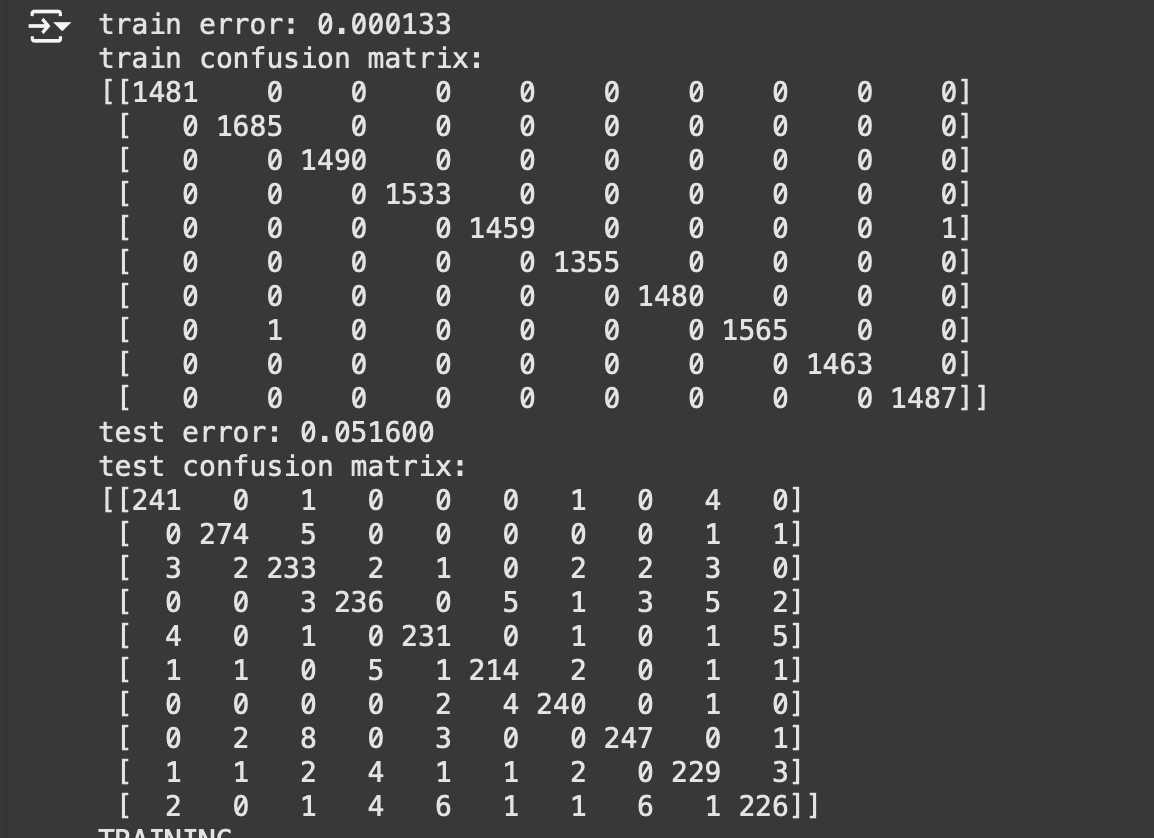 train error: 0.000133
train confusion matrix:
[[1481    0    0    0    0    0    0    0    0    0]
 [   0 1685    0    0    0    0    0    0    0    0]
 [   0    0 1490    0    0    0    0    0    0    0]
 [   0    0    0 1533    0    0    0    0    0    0]
 [   0    0    0    0 1459    0    0    0    0    1]
 [   0    0    0    0    0 1355    0    0    0    0]
 [   0    0    0    0    0    0 1480    0    0    0]
 [   0    1    0    0    0    0    0 1565    0    0]
 [   0    0    0    0    0    0    0    0 1463    0]
 [   0    0    0    0    0    0    0    0    0 1487]]
test error: 0.051600
test confusion matrix:
[[241   0   1   0   0   0   1   0   4   0]
 [  0 274   5   0   0   0   0   0   1   1]
 [  3   2 233   2   1   0   2   2   3   0]
 [  0   0   3 236   0   5   1   3   5   2]
 [  4   0   1   0 231   0   1   0   1   5]
 [  1   1   0   5   1 214   2   0   1   1]
 [  0   0   0   0   2   4 240   0   1   0]
 [  0   2   8   0   3   0   0 247   0   1]
 [  1   1   2   4   1   1   2   0 229   3]
 [  2   0   1   4   6   1   1   6   1 226]]
TRAINING